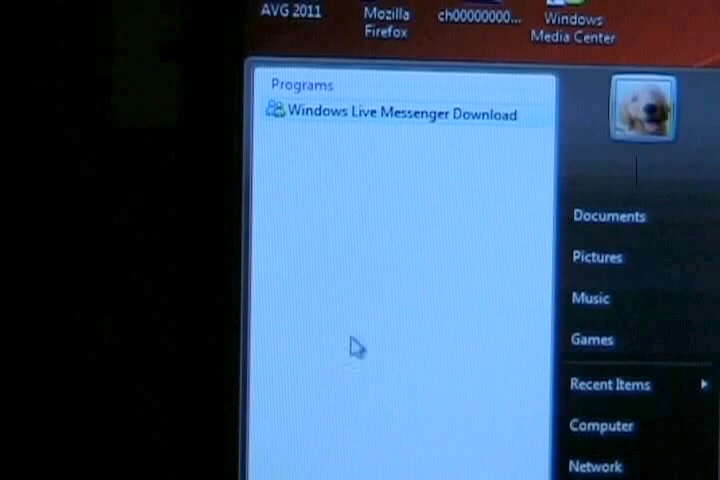 AVG 2011
Mozilla
Firefox
ch00000000...
Windows
Media Center
Programs
Windows Live Messenger Download
Documents
Pictures
Music
Games
Recent Items
Computer
Network